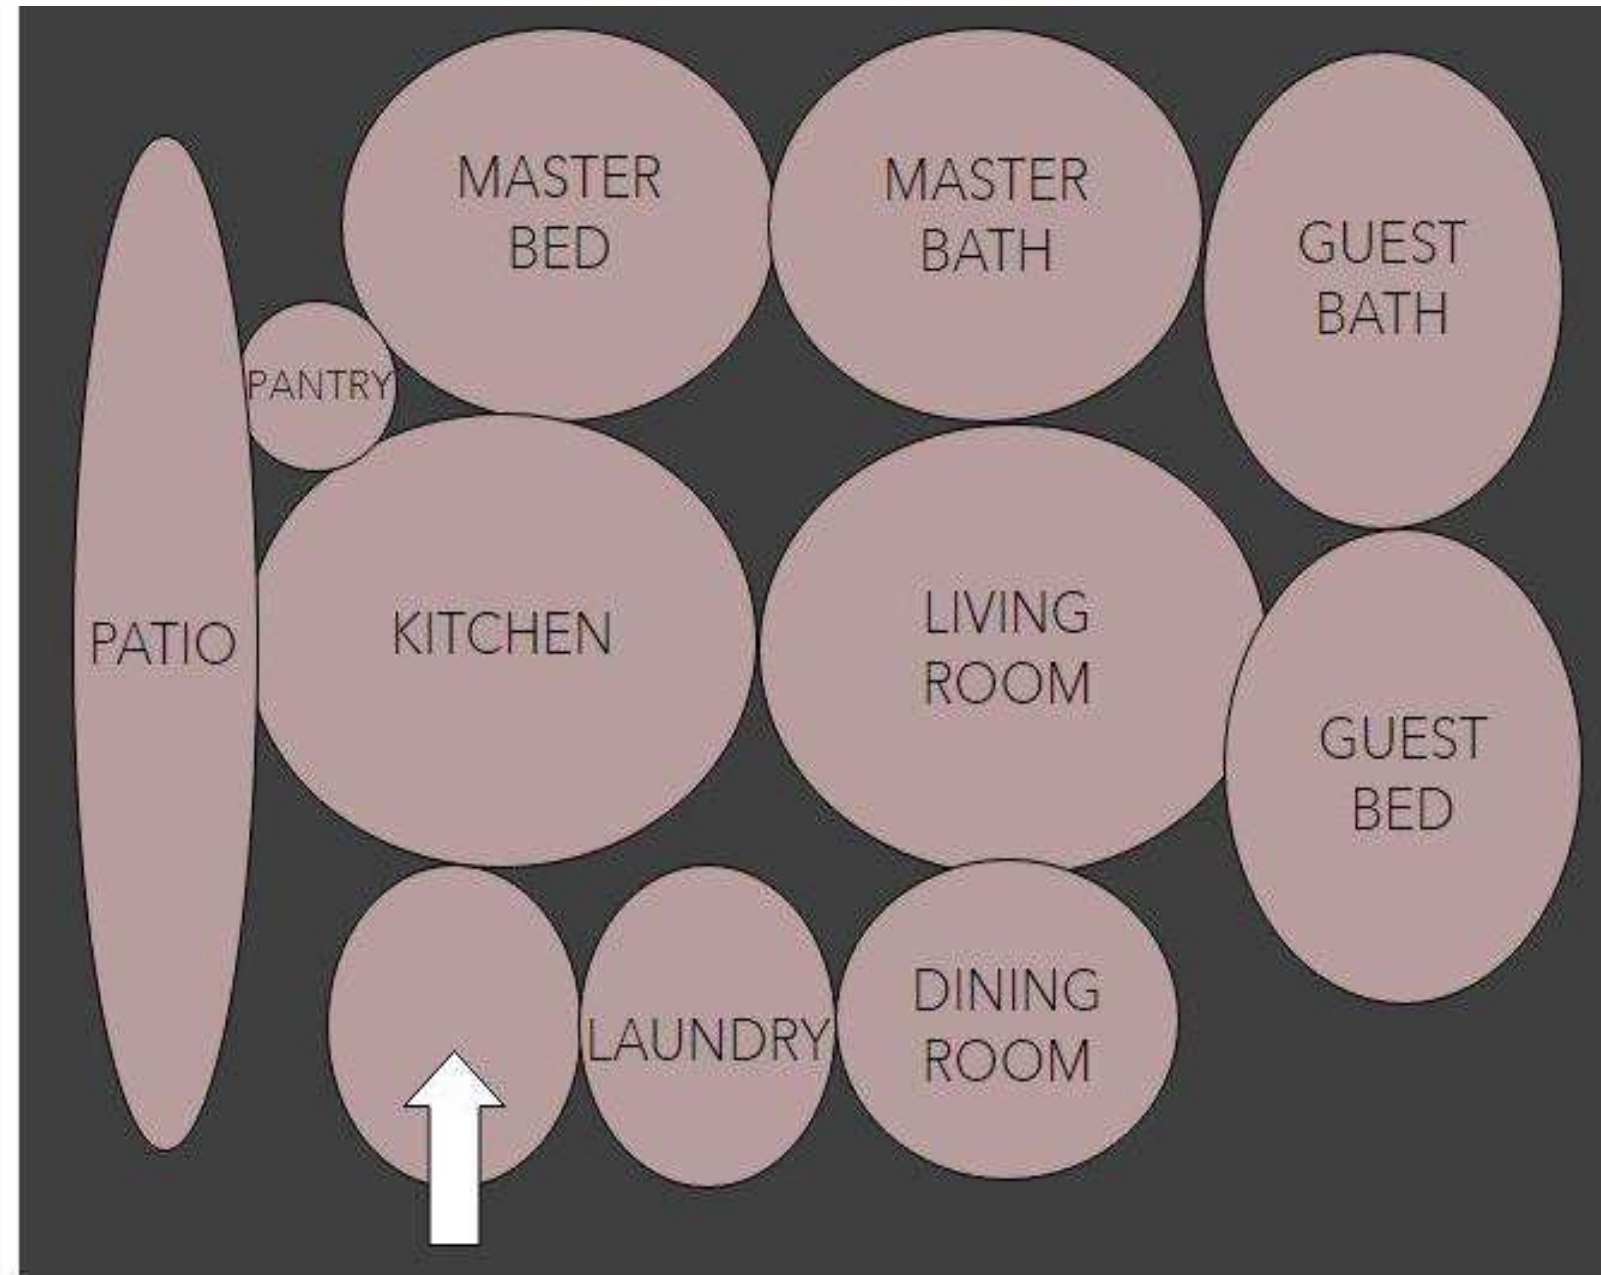 MASTER
BED
MASTER
BATH
GUEST
BATH
PANTRY
PATIO
KITCHEN
LIVING
ROOM
GUEST
BED
LAUNDRY
DINING
ROOM